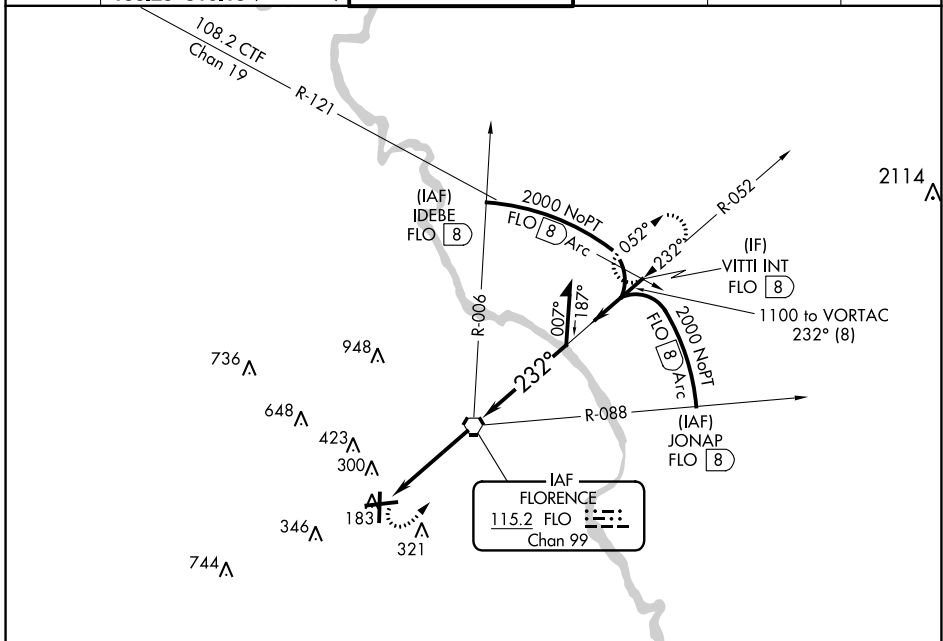 108.2 CTF
Chan 19
R-121
2114
(IAF)
IDEBE
FLO 8
2000 NoPT
FLO 8 Arc
052°
232°
R-052
(IF)
VITTI INT
FLO 8
1100 to VORTAC
232° (8)
R-006
007°
187°
2000 NoPT
FLO 8 Arc
736
948
232°
648
R-088
(IAF)
JONAP
FLO 8
423
300
IAF
FLORENCE
115.2 FLO
Chan 99
183
346
321
744